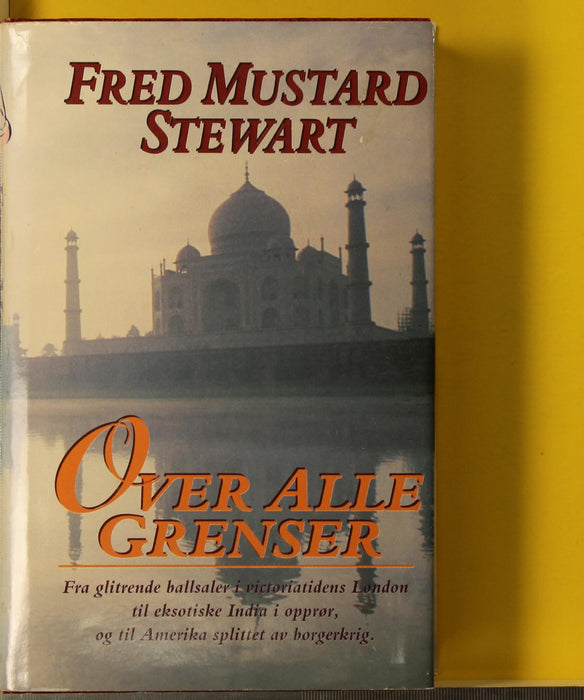 FRED MUSTARD
STEWART
OVER ALLE
GRENSER
Fra glitrende ballsaler i victoriatidens London
til eksotiske India i opprør,
og til Amerika splittet av borgerkrig.